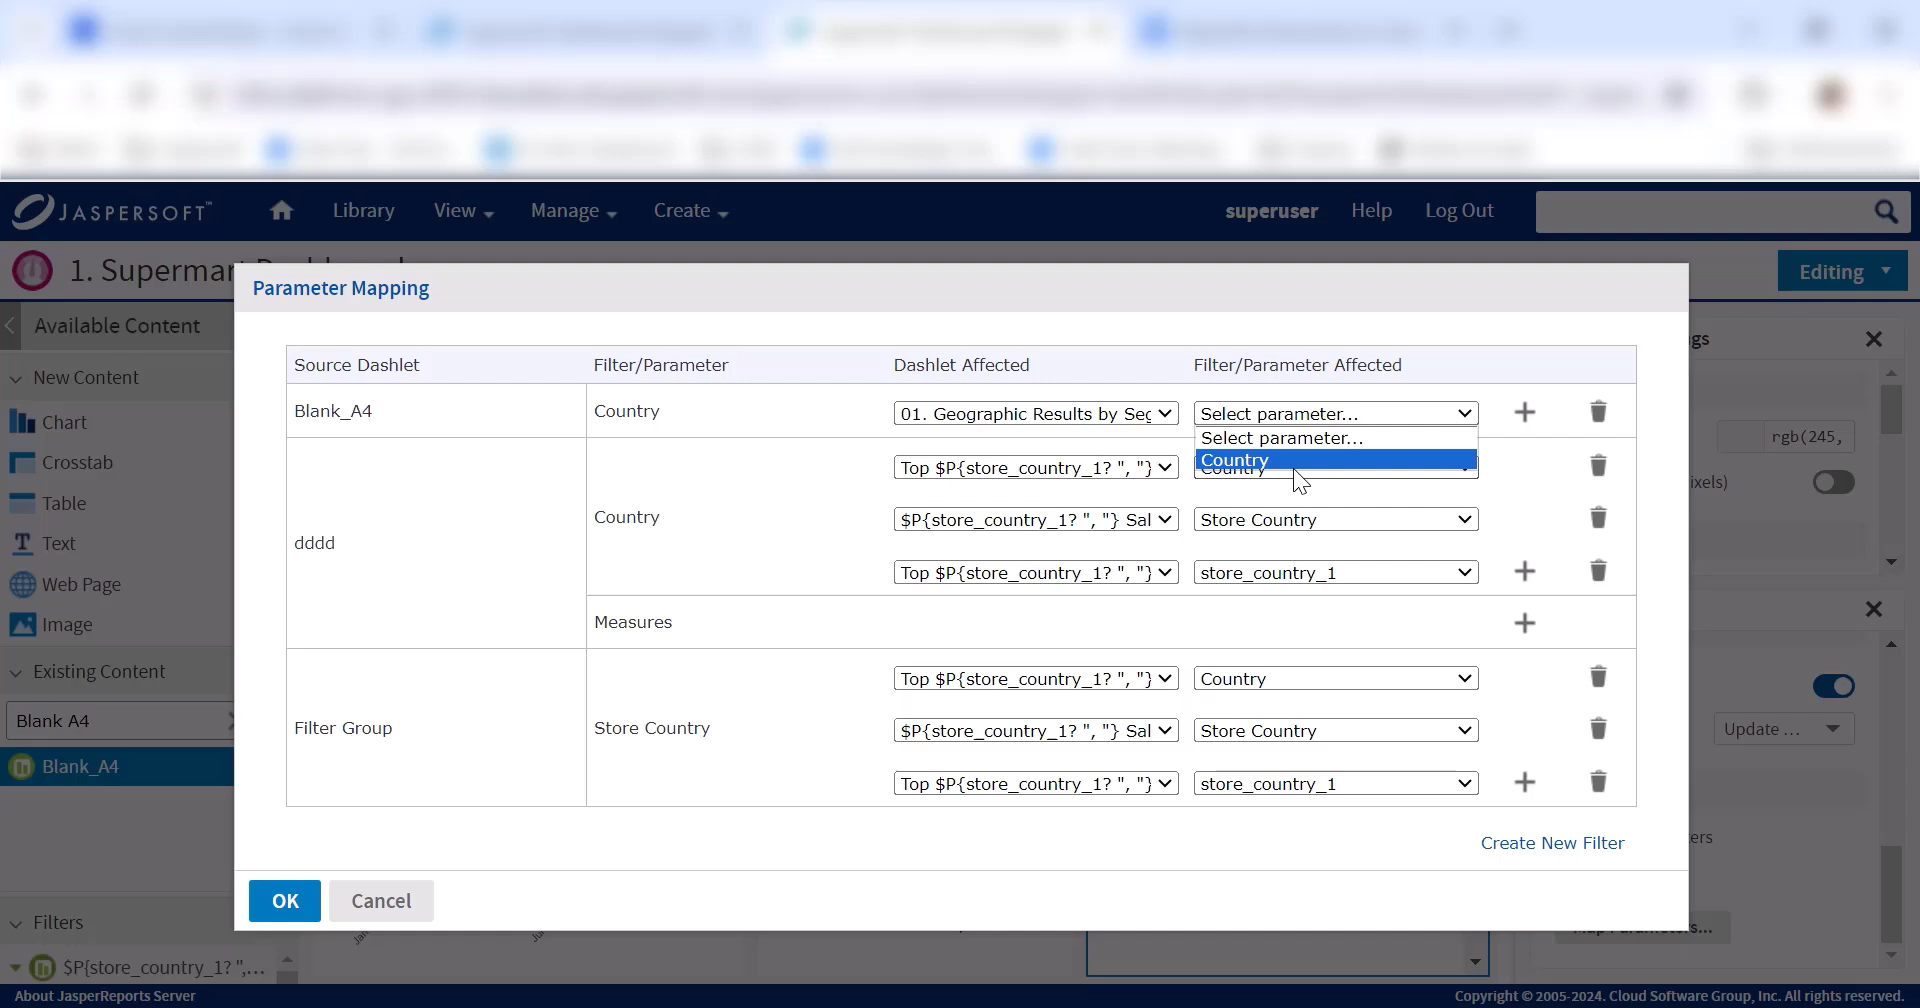 JASPERSOFT™
Library
View
Manage
Create
superuser
Help
Log Out
1. Supermart
Editing
Parameter Mapping
Available Content
New Content
Chart
Crosstab
Table
Text
Web Page
Image
Existing Content
Blank A4
Blank_A4
Filters
$P{store_country_1? ",...
Source Dashlet
Filter/Parameter
Dashlet Affected
Filter/Parameter Affected
Blank_A4
Country
01. Geographic Results by Seg
Select parameter...
Select parameter...
Country
dddd
Country
Top $P{store_country_1? ", "}
Country
$P{store_country_1? ", "} Sal
Store Country
Top $P{store_country_1? ", "}
store_country_1
Measures
Filter Group
Store Country
Top $P{store_country_1? ", "}
Country
$P{store_country_1? ", "} Sal
Store Country
Top $P{store_country_1? ", "}
store_country_1
Create New Filter
OK
Cancel
gs
rgb(245,
ixels)
Update ...
ers
About JasperReports Server
Copyright © 2005-2024. Cloud Software Group, Inc. All rights reserved.